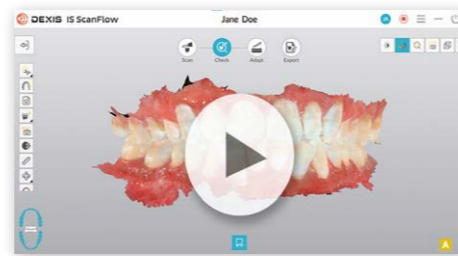 DEXIS IS ScanFlow
Jane Doe
Scan
Check
Adapt
Export
A